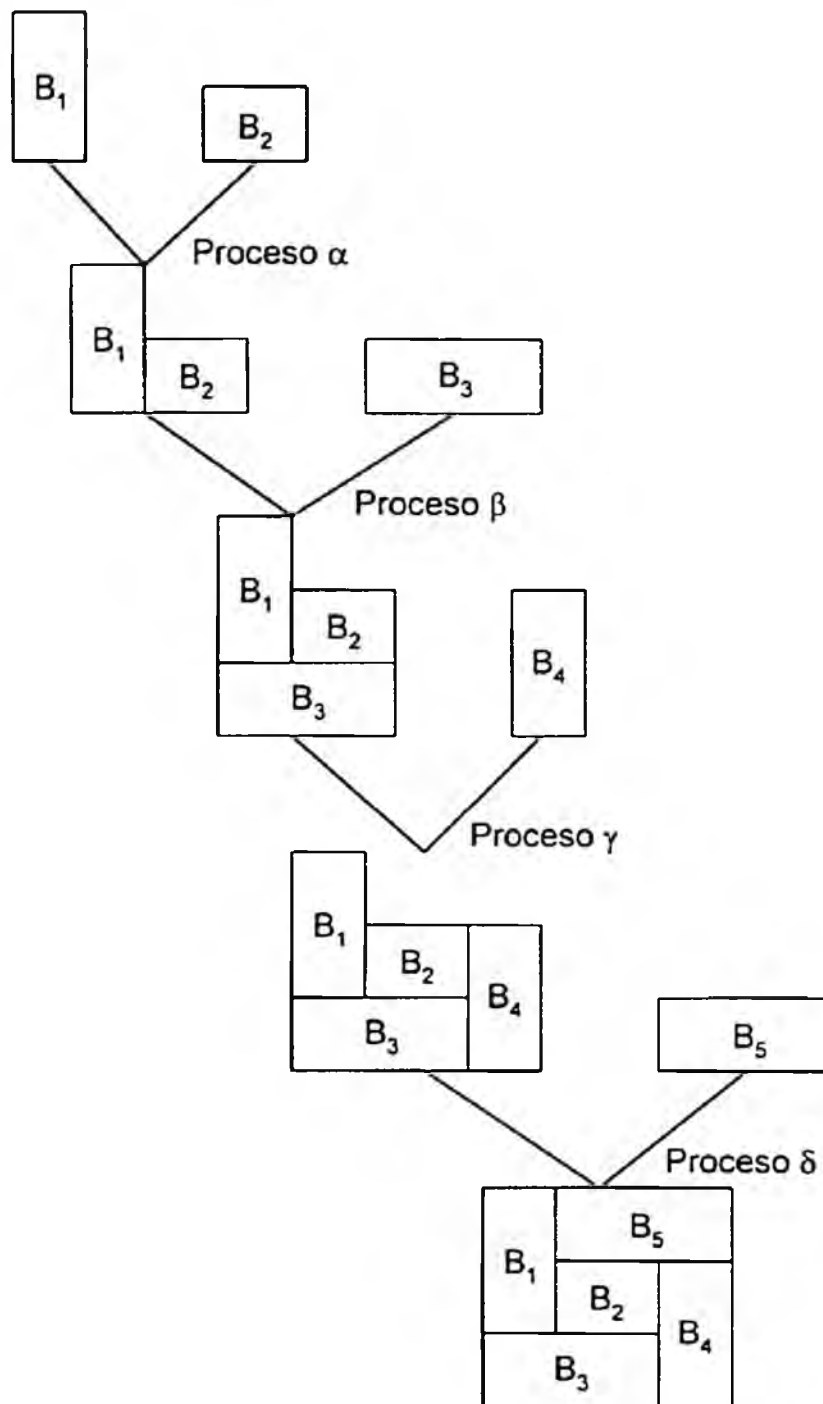 B₁
B₂
Proceso α
B₁
B₂
B₃
Proceso β
B₁
B₂
B₃
B₄
Proceso γ
B₁
B₂
B₃
B₄
B₅
Proceso δ
B₅
B₁
B₂
B₄
B₃